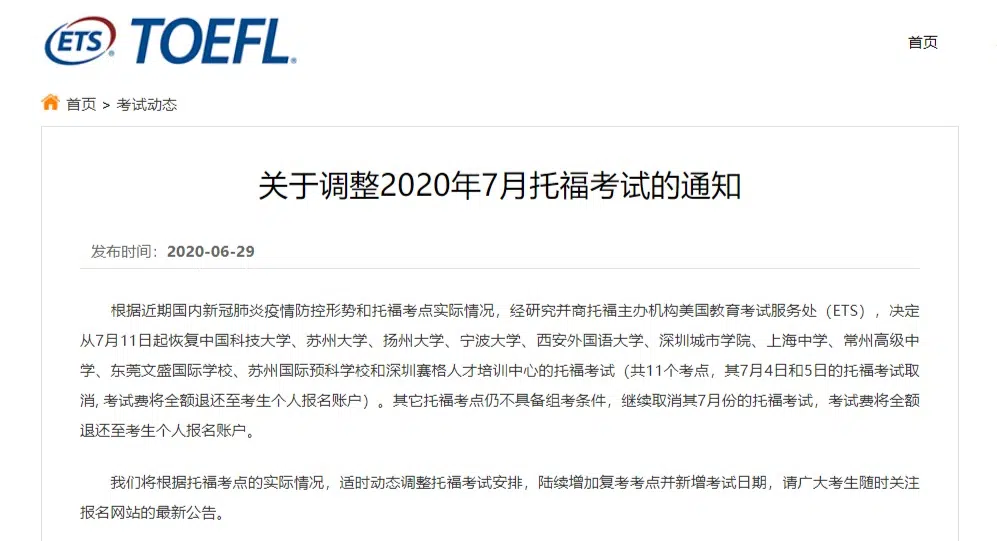 ETS® TOEFL®
首页
首页 > 考试动态
关于调整2020年7月托福考试的通知
发布时间：2020-06-29
根据近期国内新冠肺炎疫情防控形势和托福考点实际情况，经研究并商托福主办机构美国教育考试服务处（ETS），决定
从7月11日起恢复中国科技大学、苏州大学、扬州大学、宁波大学、西安外国语大学、深圳城市学院、上海中学、常州高级中
学、东莞文盛国际学校、苏州国际预科学校和深圳赛格人才培训中心的托福考试（共11个考点，其7月4日和5日的托福考试取
消, 考试费将全额退还至考生个人报名账户）。其它托福考点仍不具备组考条件，继续取消其7月份的托福考试，考试费将全额
退还至考生个人报名账户。
我们将根据托福考点的实际情况，适时动态调整托福考试安排，陆续增加复考考点并新增考试日期，请广大考生随时关注
报名网站的最新公告。